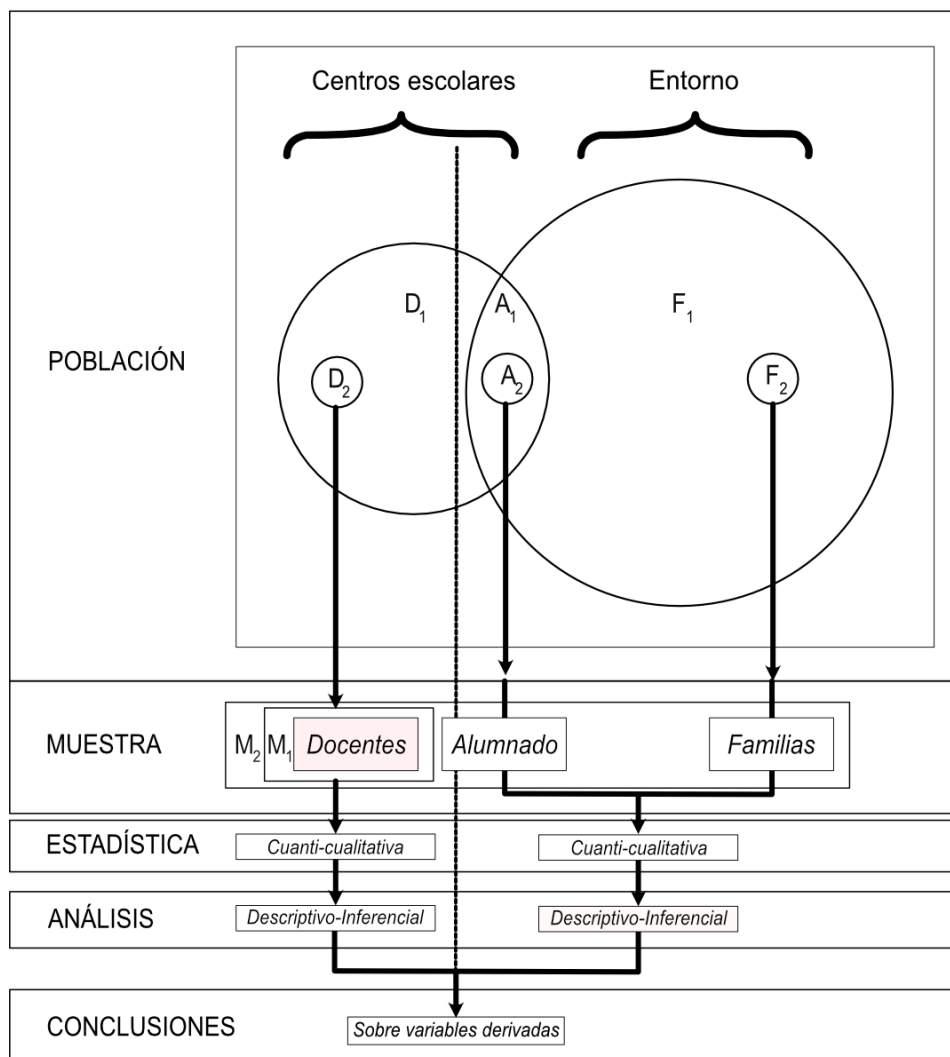 Centros escolares Entorno
D₁ A₁ F₁
POBLACIÓN
D₂ A₂ F₂
MUESTRA M₂ M₁ Docentes Alumnado Familias
ESTADÍSTICA Cuanti-cualitativa Cuanti-cualitativa
ANÁLISIS Descriptivo-Inferencial Descriptivo-Inferencial
CONCLUSIONES Sobre variables derivadas